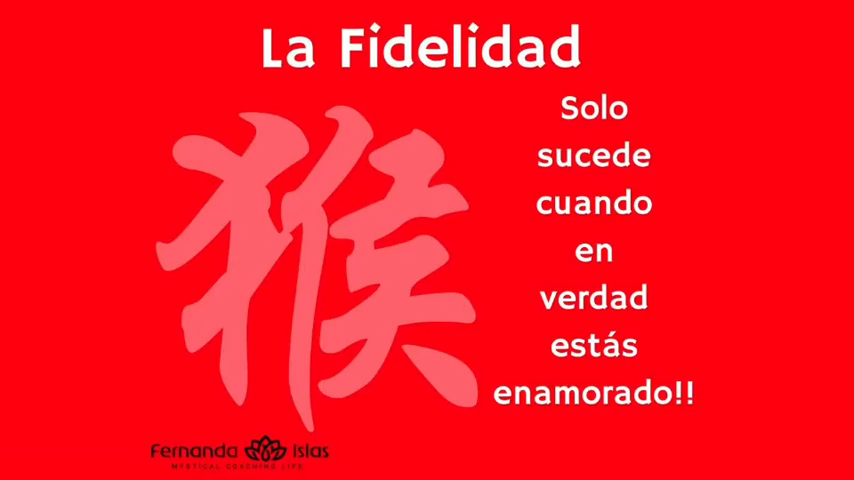 La Fidelidad
猴
Solo
sucede
cuando
en
verdad
estás
enamorado!!
Fernanda Islas
MYSTICAL COACHING LIFE